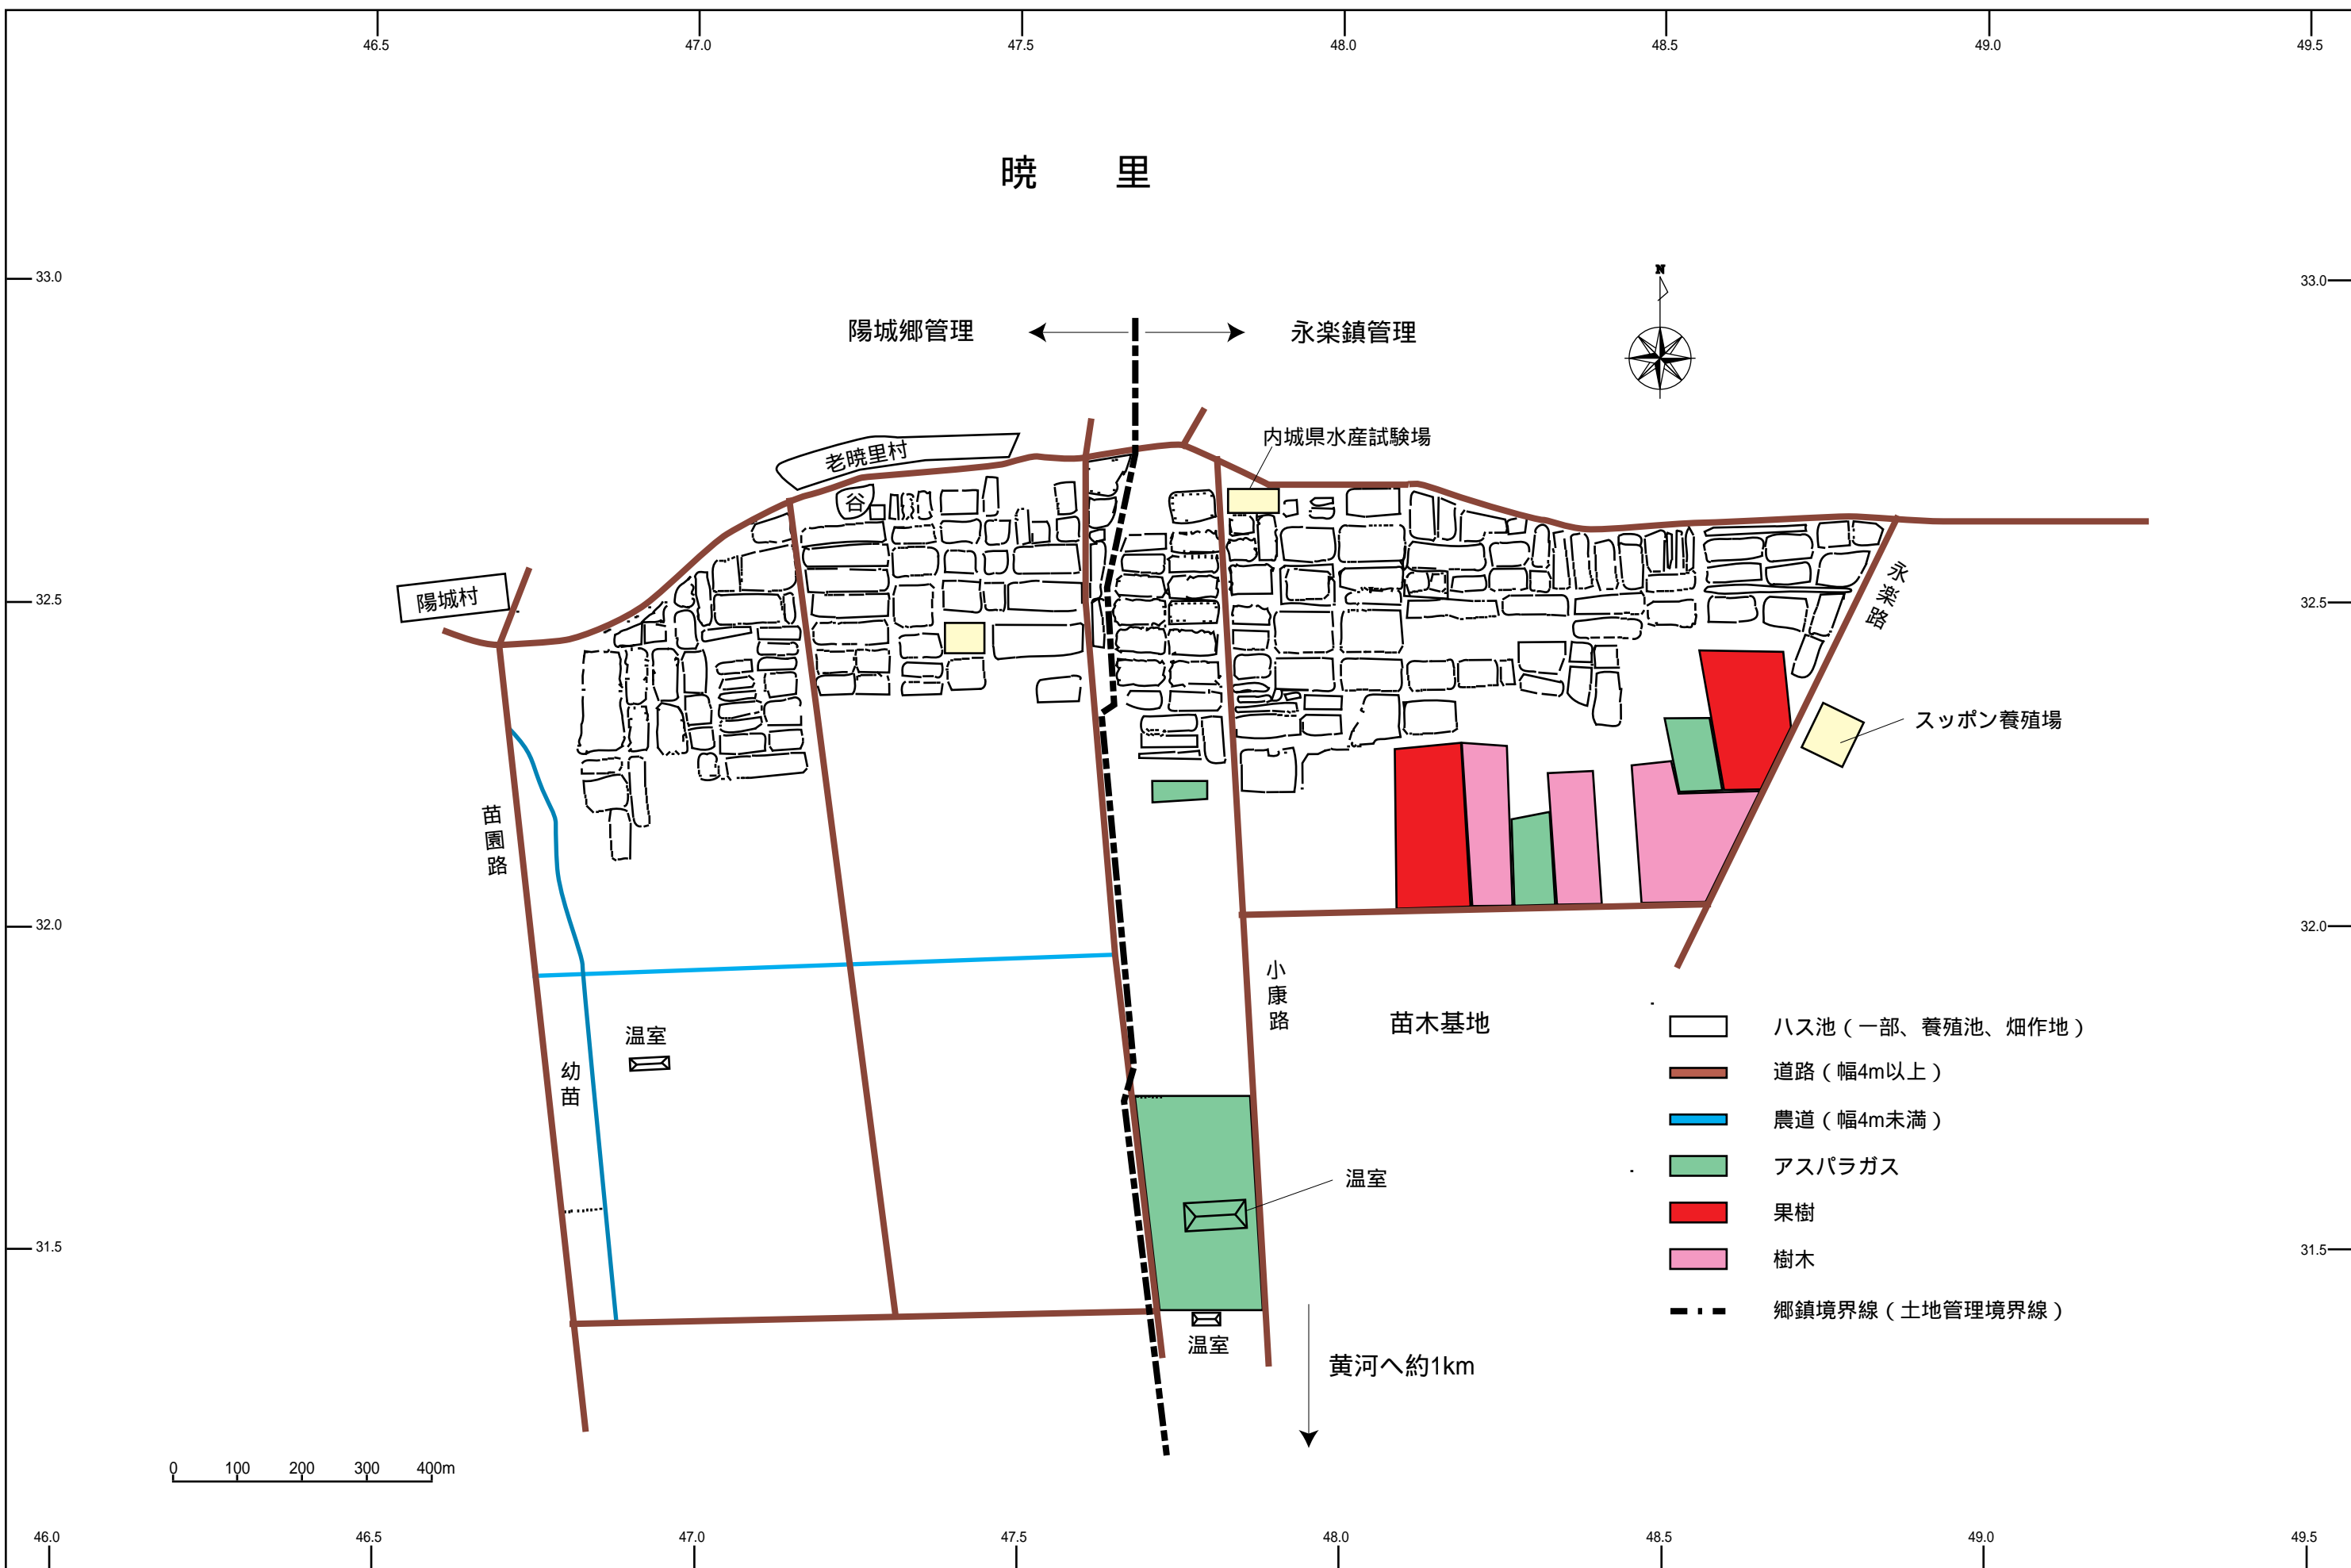 46.5 47.0 47.5 48.0 48.5 49.0 49.5
暁 里
33.0 33.0
N
陽城郷管理 永楽鎮管理
内城県水産試験場
老暁里村
谷
陽城村
32.5 32.5
永楽路
スッポン養殖場
苗園路
32.0 32.0
小康路
苗木基地
温室
幼苗
ハス池（一部、養殖池、畑作地）
道路（幅4m以上）
農道（幅4m未満）
アスパラガス
果樹
樹木
郷鎮境界線（土地管理境界線）
温室
31.5 31.5
温室
黄河へ約1km
0 100 200 300 400m
46.0 46.5 47.0 47.5 48.0 48.5 49.0 49.5